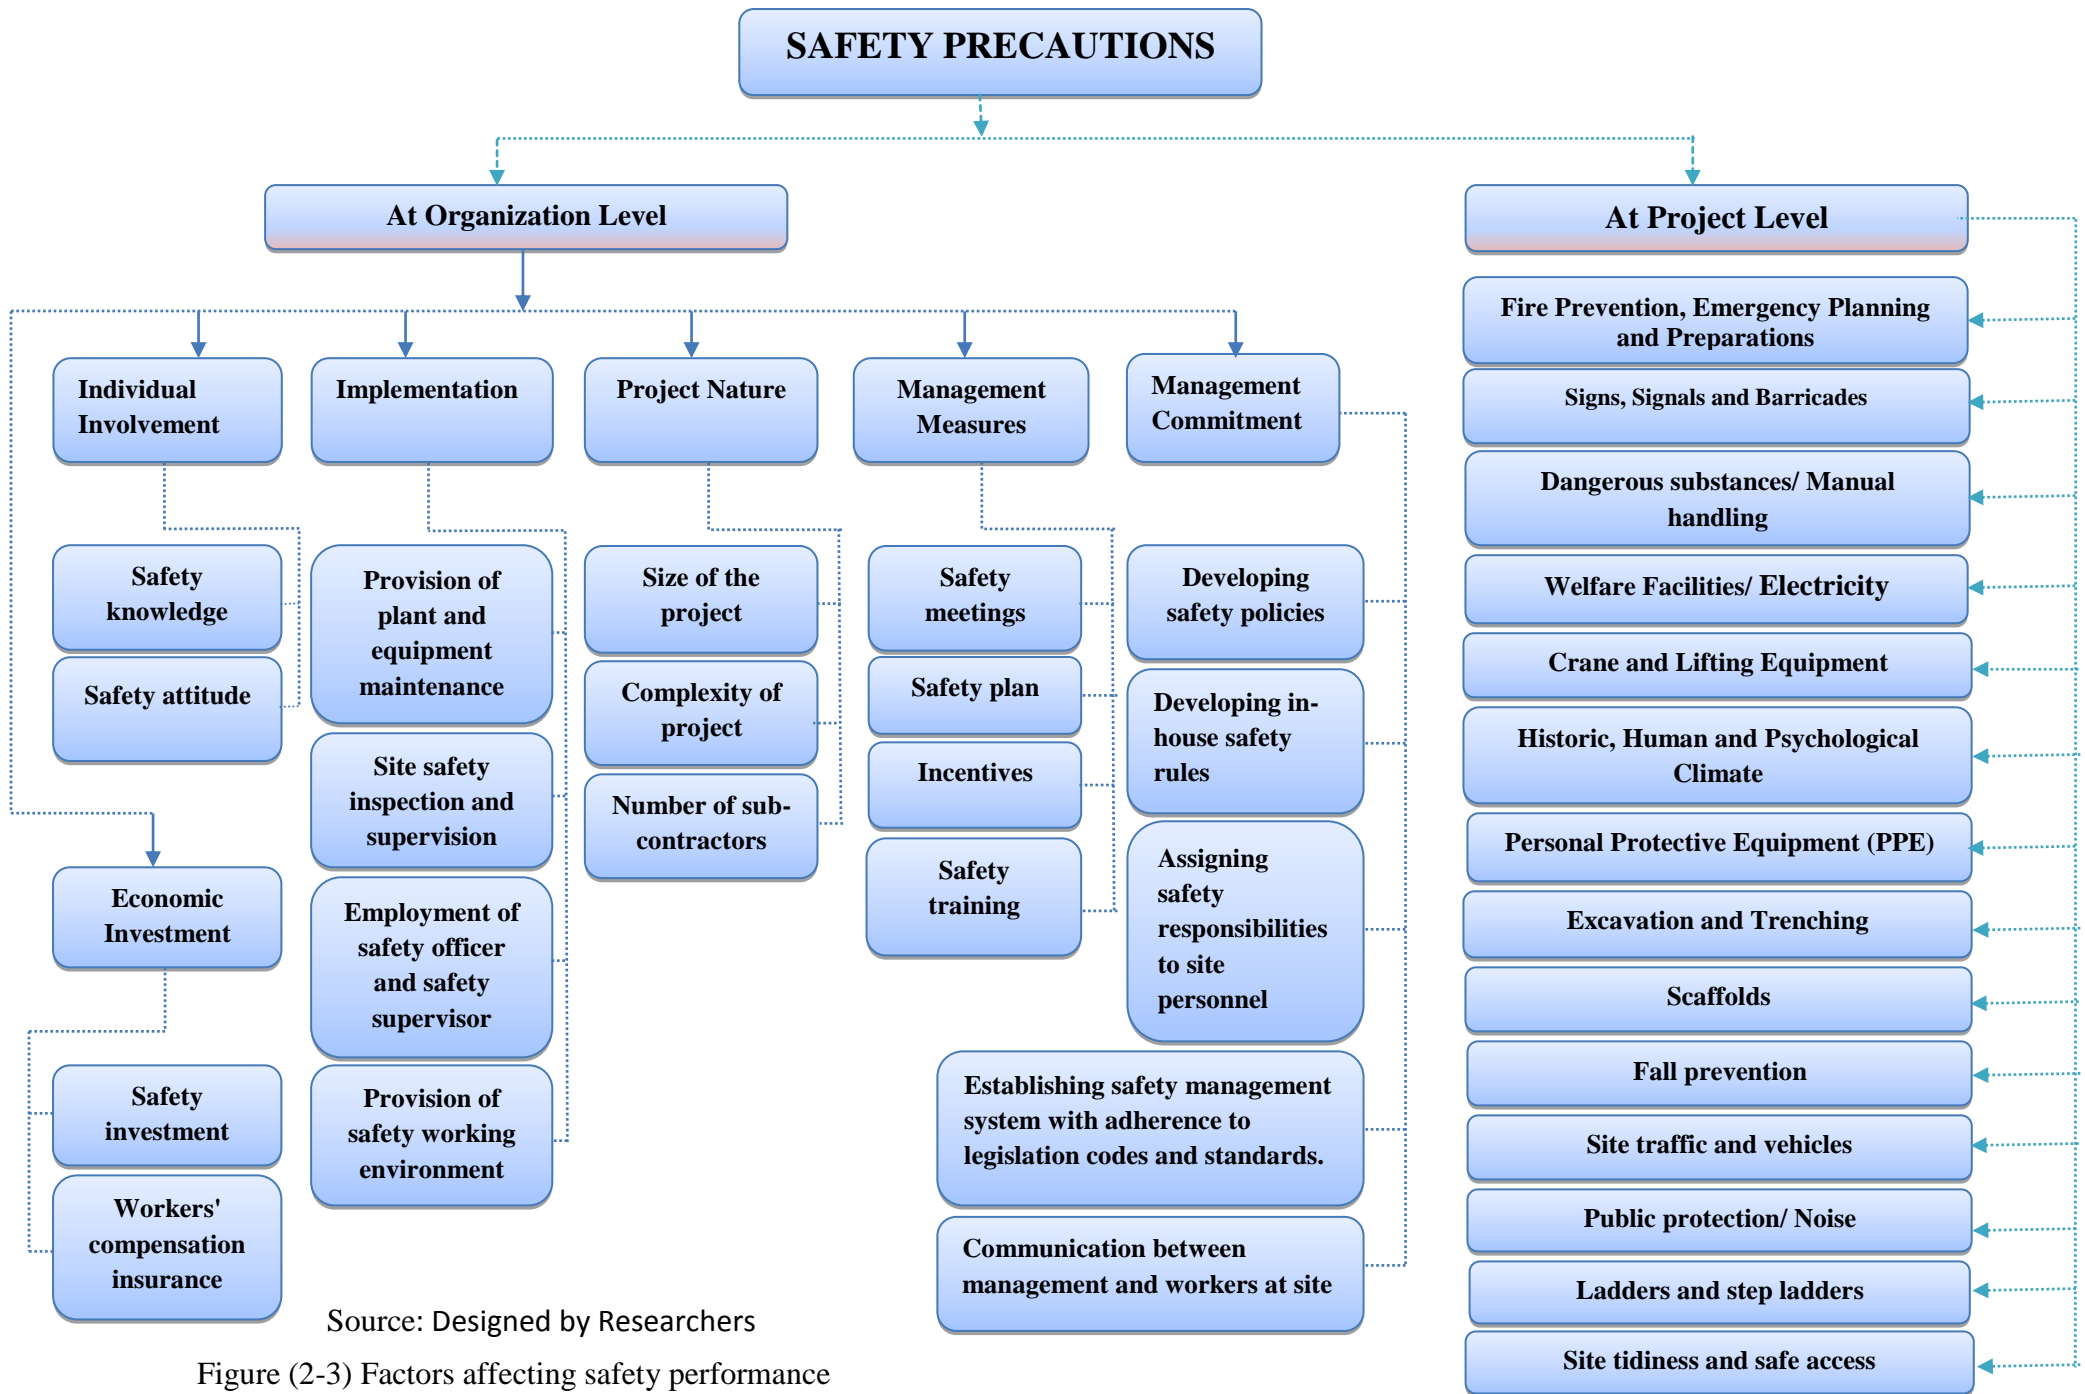 SAFETY PRECAUTIONS
At Organization Level
At Project Level
Individual
Involvement
Implementation
Project Nature
Management
Measures
Management
Commitment
Safety
knowledge
Safety attitude
Economic
Investment
Safety
investment
Workers'
compensation
insurance
Provision of
plant and
equipment
maintenance
Site safety
inspection and
supervision
Employment of
safety officer
and safety
supervisor
Provision of
safety working
environment
Size of the
project
Complexity of
project
Number of sub-
contractors
Safety
meetings
Safety plan
Incentives
Safety
training
Developing
safety policies
Developing in-
house safety
rules
Assigning
safety
responsibilities
to site
personnel
Establishing safety management
system with adherence to
legislation codes and standards.
Communication between
management and workers at site
Fire Prevention, Emergency Planning
and Preparations
Signs, Signals and Barricades
Dangerous substances/ Manual
handling
Welfare Facilities/ Electricity
Crane and Lifting Equipment
Historic, Human and Psychological
Climate
Personal Protective Equipment (PPE)
Excavation and Trenching
Scaffolds
Fall prevention
Site traffic and vehicles
Public protection/ Noise
Ladders and step ladders
Site tidiness and safe access
Source: Designed by Researchers
Figure (2-3) Factors affecting safety performance